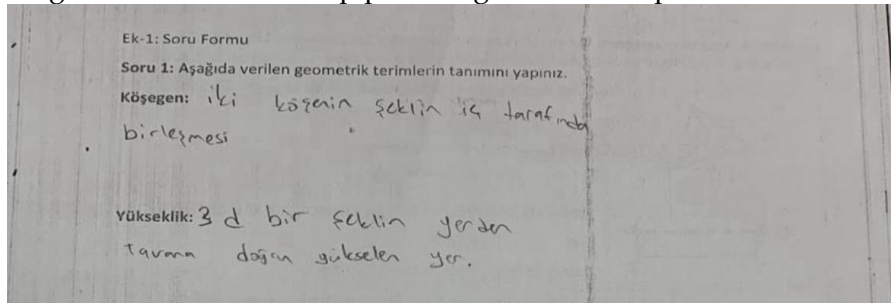 Ek-1: Soru Formu
Soru 1: Aşağıda verilen geometrik terimlerin tanımını yapınız.
Köşegen: iki köşenin şeklin iç tarafında
birleşmesi
Yükseklik: 3 d bir şeklin yerden
tavana doğru yükselen yer.